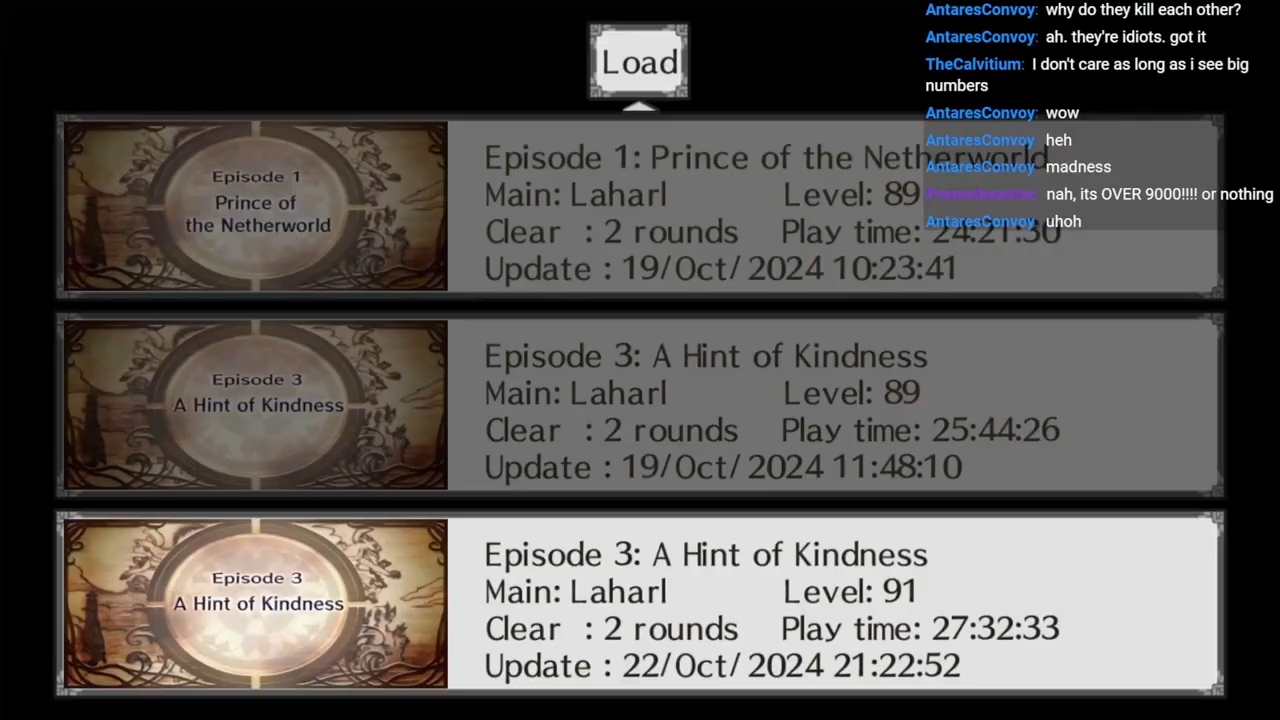 Load
AntaresConvoy: why do they kill each other?
AntaresConvoy: ah. they're idiots. got it
TheCalvitium: I don't care as long as i see big
numbers
AntaresConvoy: wow
AntaresConvoy: heh
AntaresConvoy: madness
nah, its OVER 9000!!!! or nothing
AntaresConvoy: uhoh
Episode 1
Prince of
the Netherworld
Episode 1: Prince of the Netherworld
Main: Laharl Level: 89
Clear : 2 rounds Play time: 24:21:30
Update : 19/Oct/ 2024 10:23:41
Episode 3
A Hint of Kindness
Episode 3: A Hint of Kindness
Main: Laharl Level: 89
Clear : 2 rounds Play time: 25:44:26
Update : 19/Oct/ 2024 11:48:10
Episode 3
A Hint of Kindness
Episode 3: A Hint of Kindness
Main: Laharl Level: 91
Clear : 2 rounds Play time: 27:32:33
Update : 22/Oct/ 2024 21:22:52